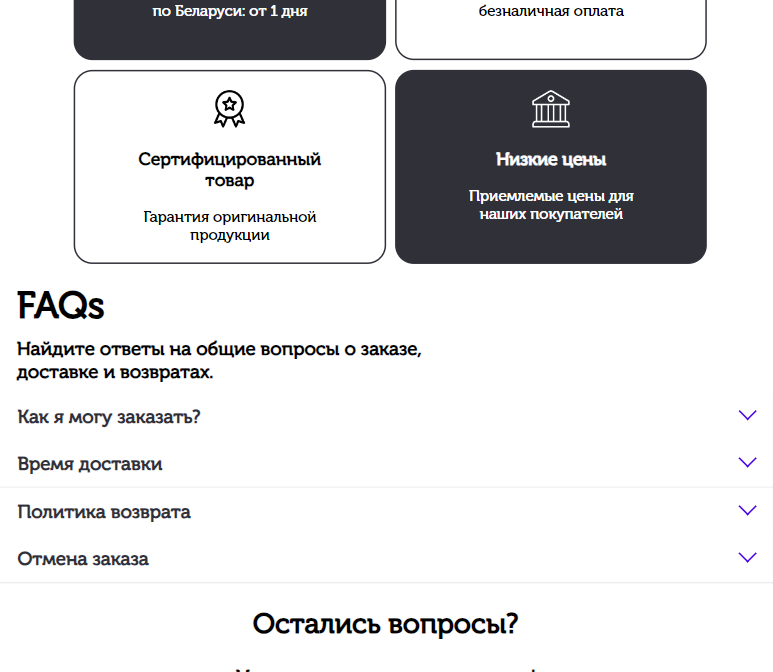 по Беларуси: от 1 дня
безналичная оплата
Сертифицированный
товар
Гарантия оригинальной
продукции
Низкие цены
Приемлемые цены для
наших покупателей
FAQs
Найдите ответы на общие вопросы о заказе,
доставке и возвратах.
Как я могу заказать?
Время доставки
Политика возврата
Отмена заказа
Остались вопросы?